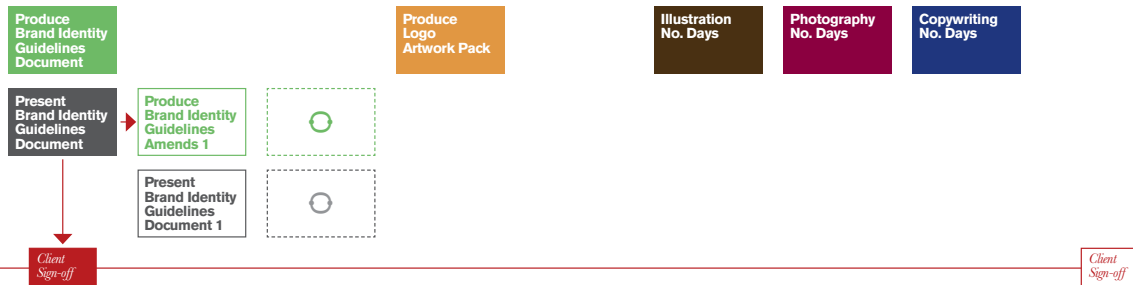 Produce
Brand Identity
Guidelines
Document
Produce
Logo
Artwork Pack
Illustration
No. Days
Photography
No. Days
Copywriting
No. Days
Present
Brand Identity
Guidelines
Document
Produce
Brand Identity
Guidelines
Amends 1
Present
Brand Identity
Guidelines
Document 1
Client
Sign-off
Client
Sign-off